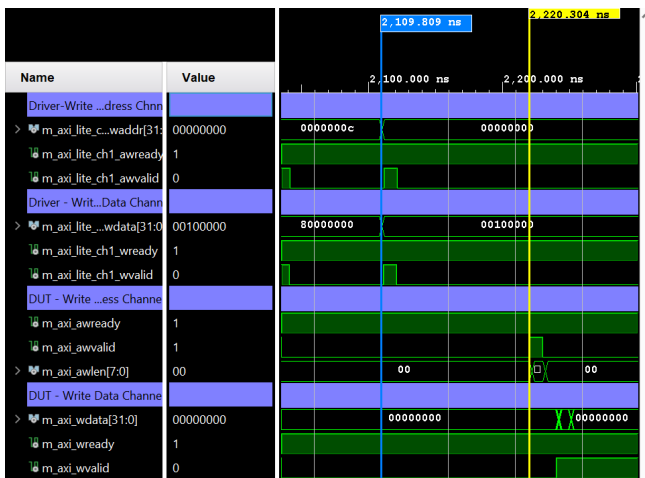 2,109.809 ns
2,220.304 ns
Name Value
2,100.000 ns 2,200.000 ns
Driver-Write ...dress Chnn
m_axi_lite_c...waddr[31: 00000000 0000000c 00000000
m_axi_lite_ch1_awready 1
m_axi_lite_ch1_awvalid 0
Driver - Writ...Data Channe
m_axi_lite_...wdata[31:0 00100000 80000000 00100000
m_axi_lite_ch1_wready 1
m_axi_lite_ch1_wvalid 0
DUT - Write ...ess Channe
m_axi_awready 1
m_axi_awvalid 1
m_axi_awlen[7:0] 00 00 00
DUT - Write Data Channe
m_axi_wdata[31:0] 00000000 00000000 00000000
m_axi_wready 1
m_axi_wvalid 0